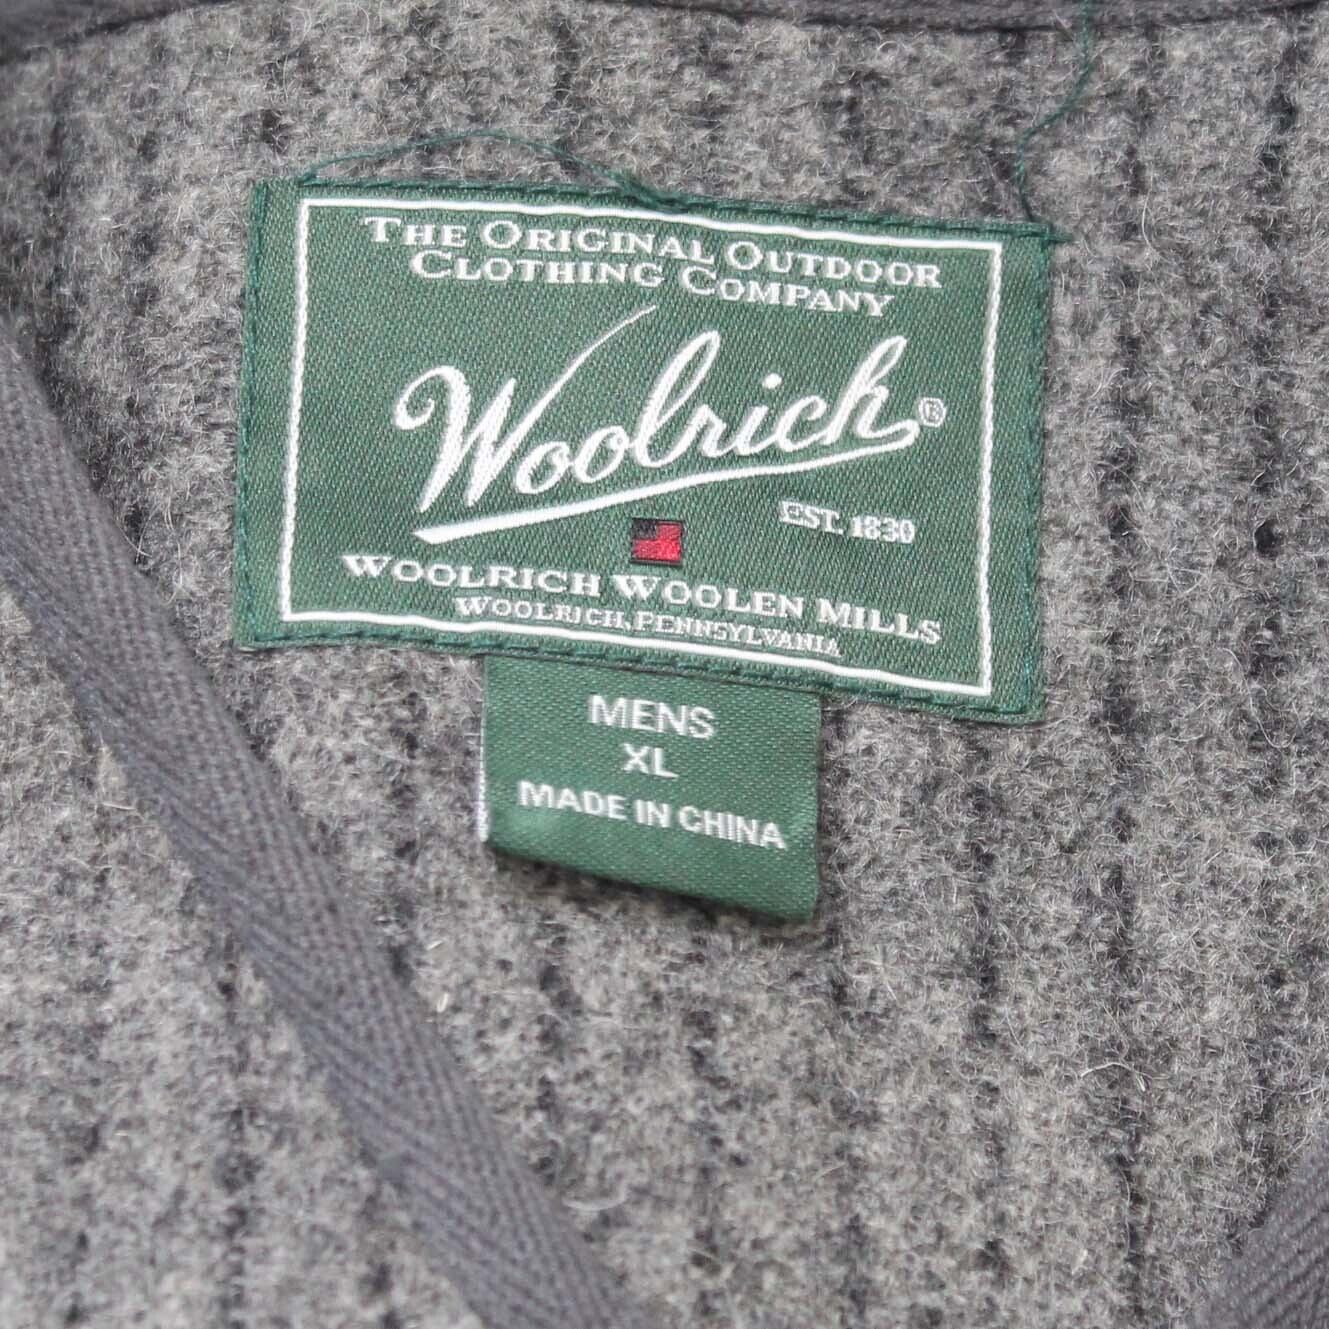 THE ORIGINAL OUTDOOR
CLOTHING COMPANY
Woolrich®
EST. 1830
WOOLRICH WOOLEN MILLS
WOOLRICH, PENNSYLVANIA
MENS
XL
MADE IN CHINA